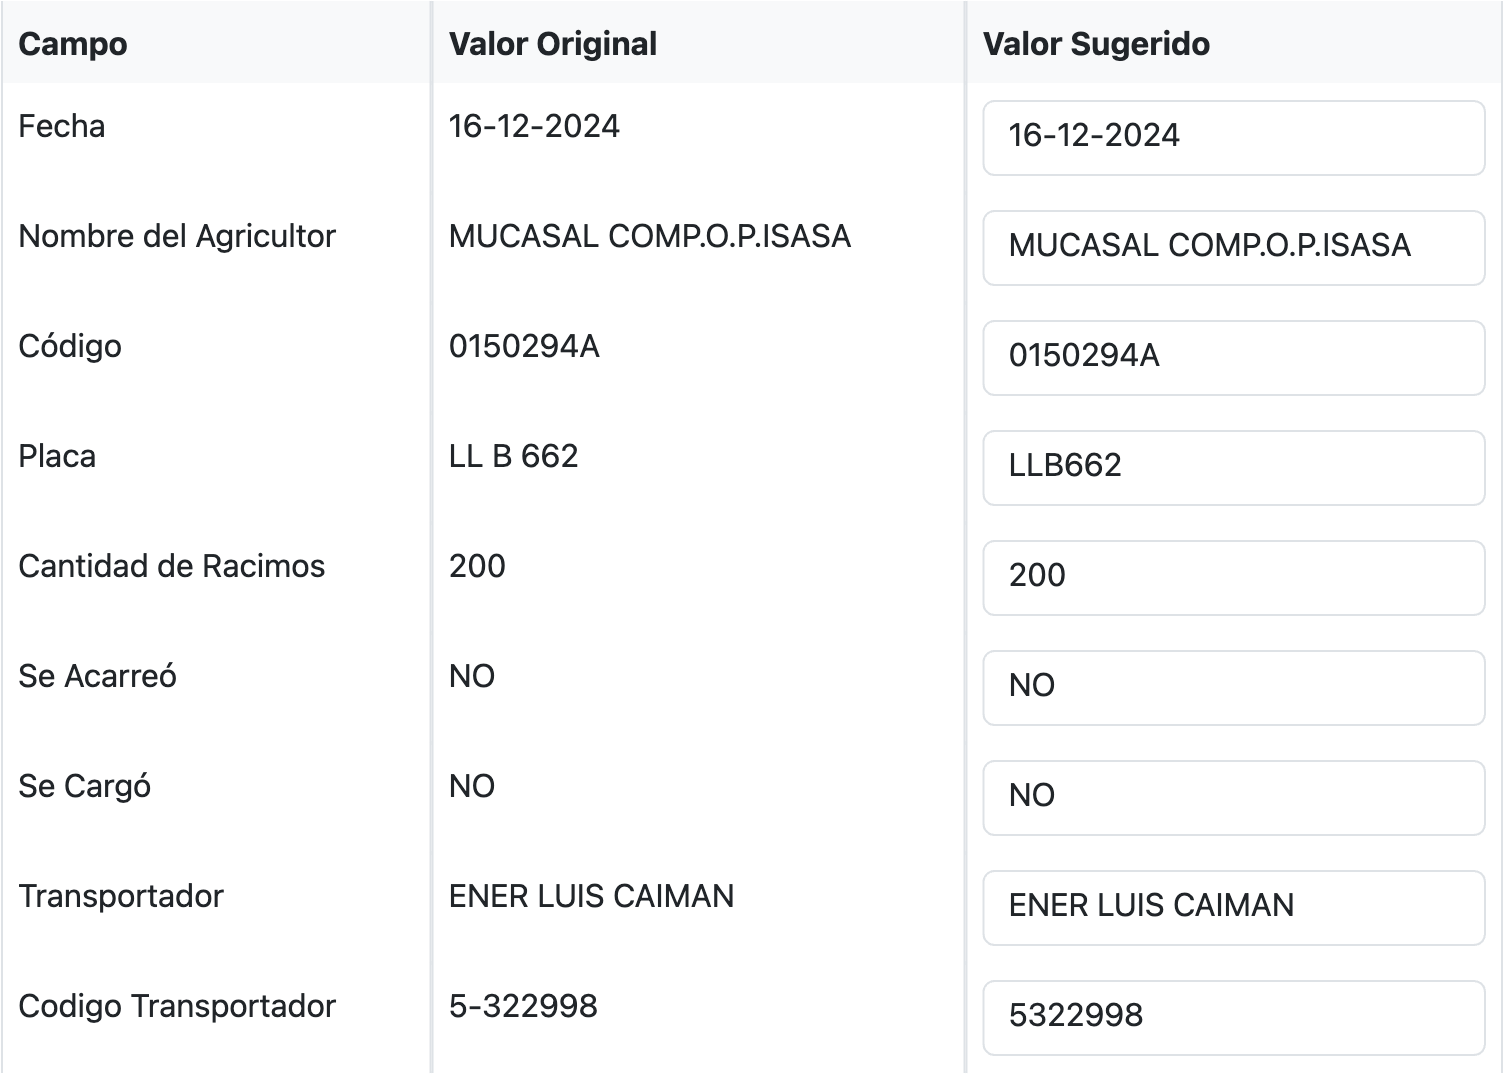 Campo Valor Original Valor Sugerido
Fecha 16-12-2024 16-12-2024
Nombre del Agricultor MUCASAL COMP.O.P.ISASA MUCASAL COMP.O.P.ISASA
Código 0150294A 0150294A
Placa LL B 662 LLB662
Cantidad de Racimos 200 200
Se Acarreó NO NO
Se Cargó NO NO
Transportador ENER LUIS CAIMAN ENER LUIS CAIMAN
Codigo Transportador 5-322998 5322998